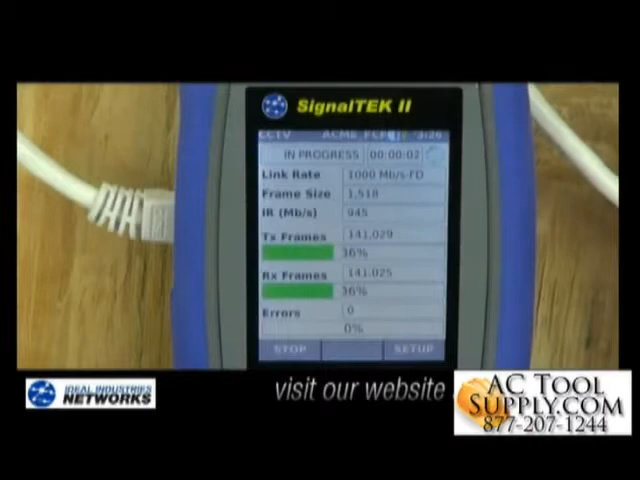 SignalTEK II
CCTV ACME FCF 3:26
IN PROGRESS 00:00:02
Link Rate 1000 Mb/s-FD
Frame Size 1,518
IR (Mb/s) 945
Tx Frames 141,029
36%
Rx Frames 141,025
36%
Errors 0
0%
STOP SETUP
IDEAL INDUSTRIES
NETWORKS
visit our website
AC TOOL
SUPPLY.COM
877-207-1244